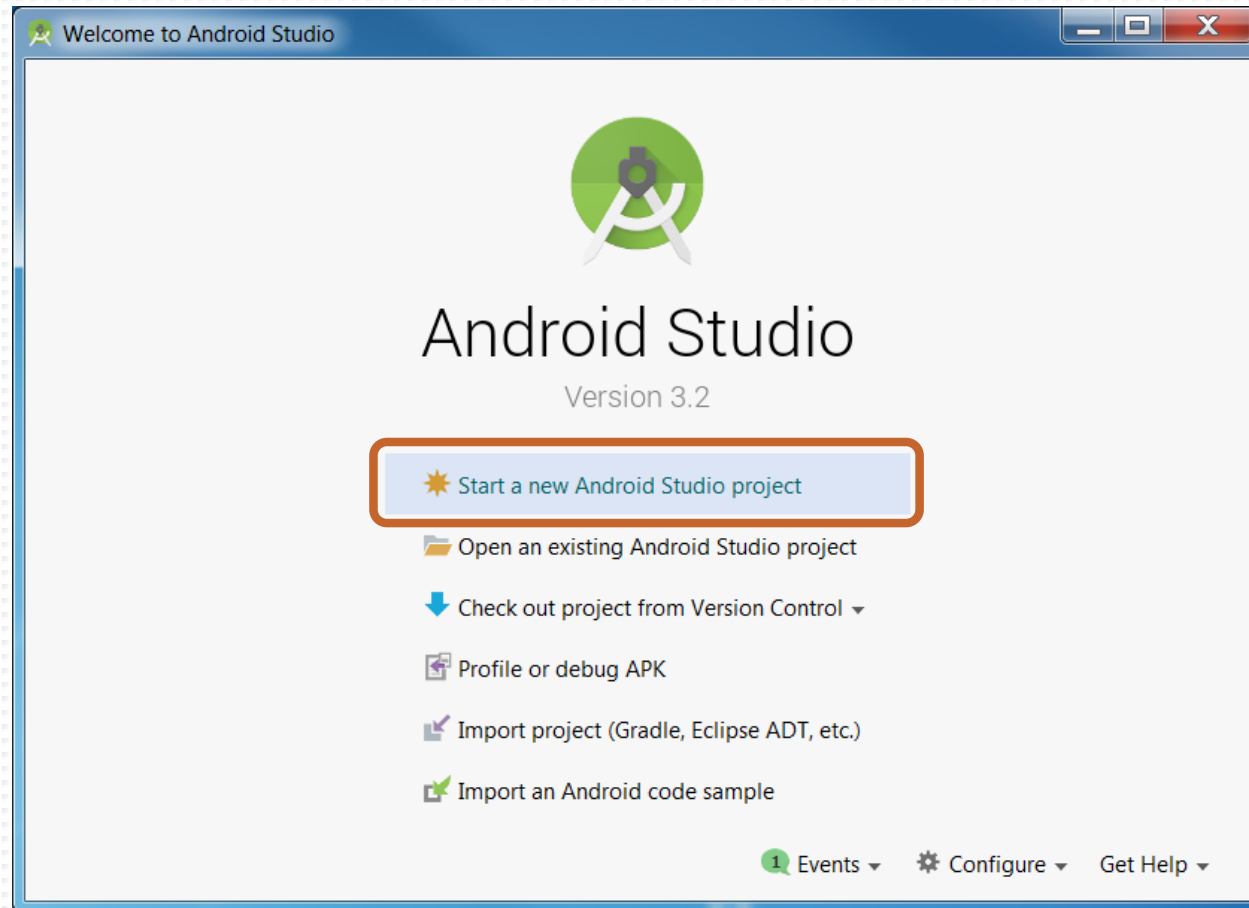 Welcome to Android Studio
Android Studio
Version 3.2
Start a new Android Studio project
Open an existing Android Studio project
Check out project from Version Control
Profile or debug APK
Import project (Gradle, Eclipse ADT, etc.)
Import an Android code sample
1 Events Configure Get Help